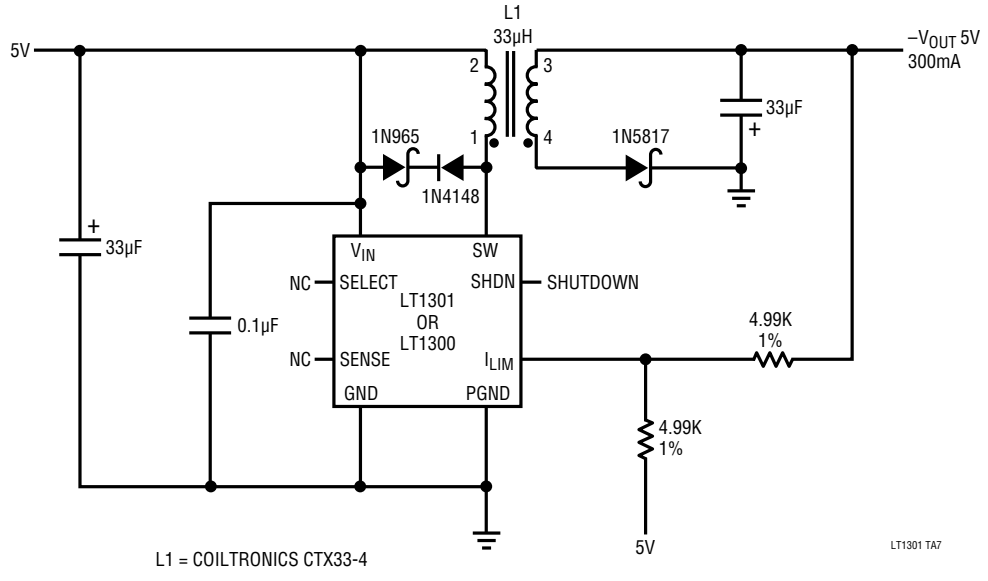 L1
33µH
5V
–VOUT 5V
300mA
2
3
1
4
33µF
+
1N965
1N4148
1N5817
+
33µF
VIN
SW
NC
SELECT
SHDN
SHUTDOWN
LT1301
OR
LT1300
0.1µF
NC
SENSE
ILIM
4.99K
1%
GND
PGND
4.99K
1%
5V
L1 = COILTRONICS CTX33-4
LT1301 TA7